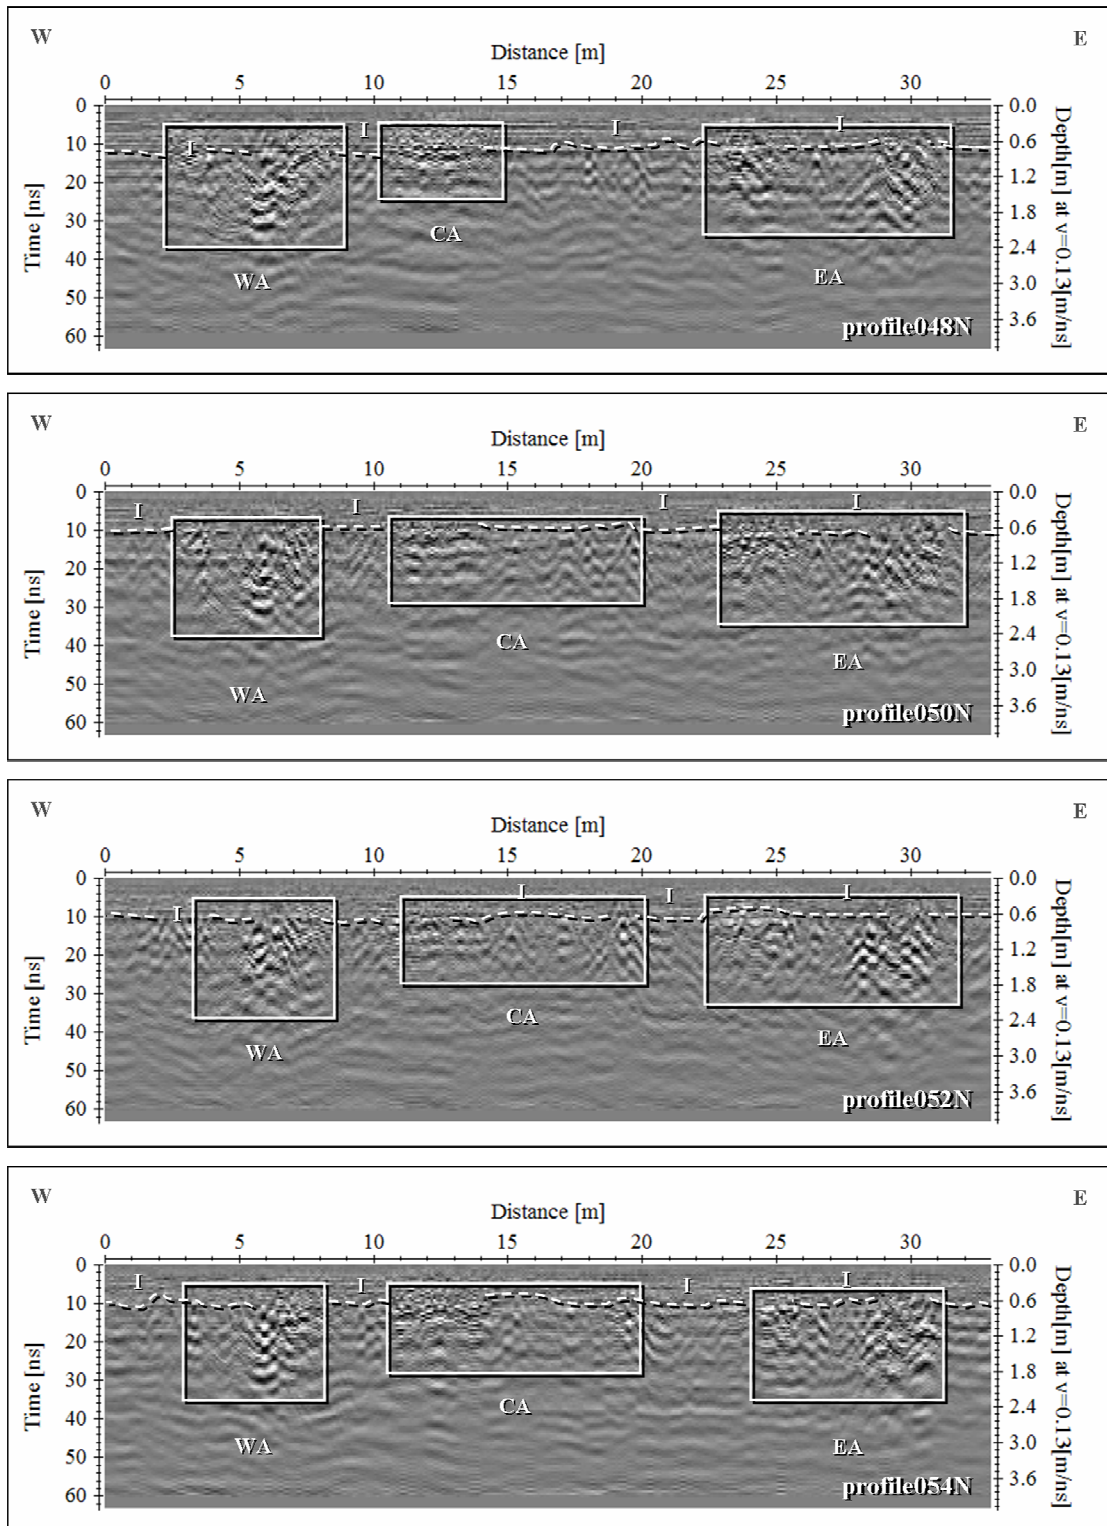 W E
Distance [m]
0 5 10 15 20 25 30
Time [ns]
0 10 20 30 40 50 60
Depth[m] at v=0.13[m/ns]
0.0 0.6 1.2 1.8 2.4 3.0 3.6
I I I I
WA CA EA
profile048N
W E
Distance [m]
0 5 10 15 20 25 30
Time [ns]
0 10 20 30 40 50 60
Depth[m] at v=0.13[m/ns]
0.0 0.6 1.2 1.8 2.4 3.0 3.6
I I I I
WA CA EA
profile050N
W E
Distance [m]
0 5 10 15 20 25 30
Time [ns]
0 10 20 30 40 50 60
Depth[m] at v=0.13[m/ns]
0.0 0.6 1.2 1.8 2.4 3.0 3.6
I I I I
WA CA EA
profile052N
W E
Distance [m]
0 5 10 15 20 25 30
Time [ns]
0 10 20 30 40 50 60
Depth[m] at v=0.13[m/ns]
0.0 0.6 1.2 1.8 2.4 3.0 3.6
I I I I
WA CA EA
profile054N